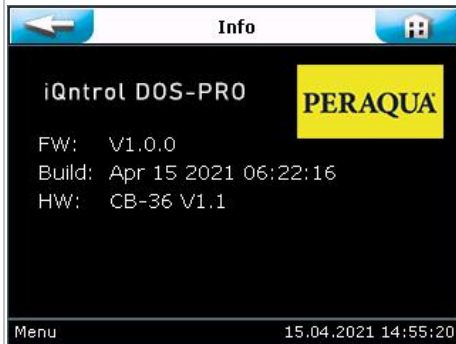 Info
iQntrol DOS-PRO
PERAQUA
FW: V1.0.0
Build: Apr 15 2021 06:22:16
HW: CB-36 V1.1
Menu 15.04.2021 14:55:20